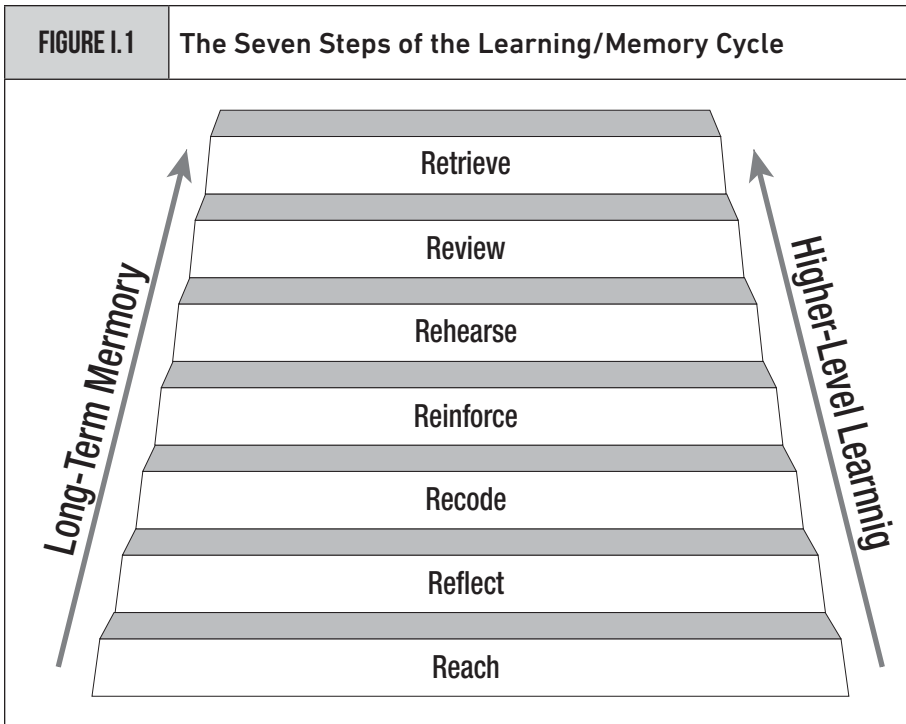 FIGURE I.1
The Seven Steps of the Learning/Memory Cycle
Retrieve
Review
Rehearse
Reinforce
Recode
Reflect
Reach
Long-Term Mermory
Higher-Level Learnnig